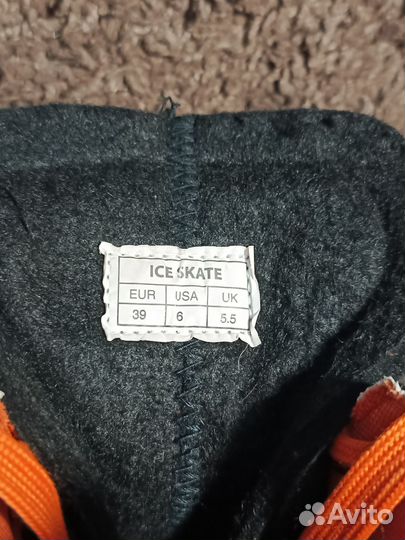 ICE SKATE
EUR USA UK
39 6 5.5
Avito